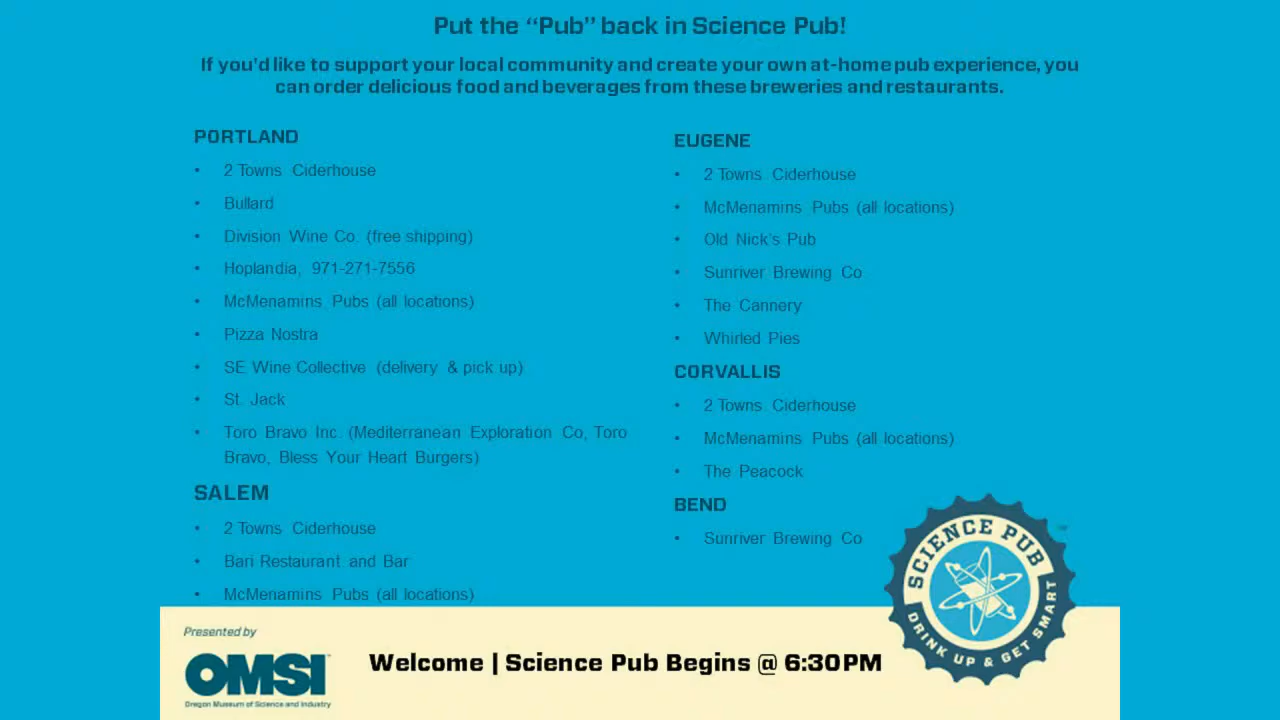 Put the “Pub” back in Science Pub!
If you'd like to support your local community and create your own at-home pub experience, you
can order delicious food and beverages from these breweries and restaurants.
PORTLAND
• 2 Towns Ciderhouse
• Bullard
• Division Wine Co. (free shipping)
• Hoplandia, 971-271-7556
• McMenamins Pubs (all locations)
• Pizza Nostra
• SE Wine Collective (delivery & pick up)
• St. Jack
• Toro Bravo Inc. (Mediterranean Exploration Co, Toro
Bravo, Bless Your Heart Burgers)
SALEM
• 2 Towns Ciderhouse
• Bari Restaurant and Bar
• McMenamins Pubs (all locations)
EUGENE
• 2 Towns Ciderhouse
• McMenamins Pubs (all locations)
• Old Nick’s Pub
• Sunriver Brewing Co
• The Cannery
• Whirled Pies
CORVALLIS
• 2 Towns Ciderhouse
• McMenamins Pubs (all locations)
• The Peacock
BEND
• Sunriver Brewing Co
SCIENCE PUB
DRINK UP & GET SMART
Presented by
OMSI
Oregon Museum of Science and Industry
Welcome | Science Pub Begins @ 6:30PM